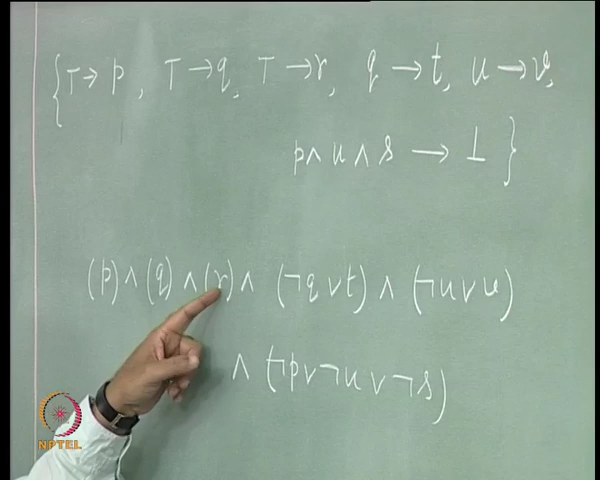 {⊤→ p, ⊤→q, ⊤→r, q→t, u→v,
p∧u∧s → ⊥}
(p)∧(q)∧(r)∧ (¬q∨t)∧ (¬u∨u)
∧ (¬p∨¬u∨¬s)
NPTEL